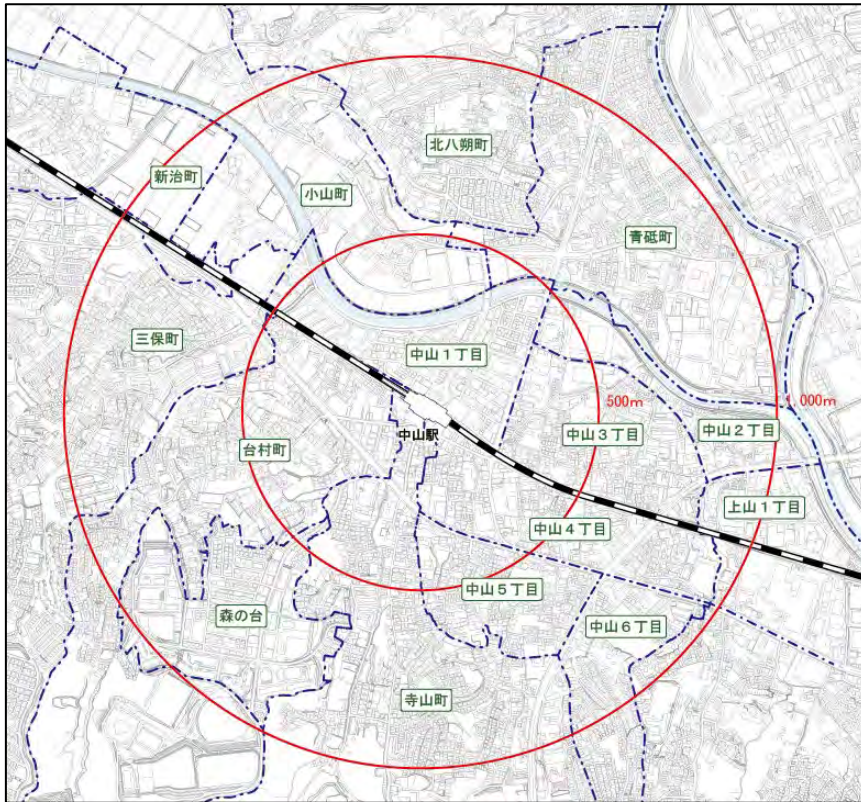 北八朔町
新治町
小山町
青砥町
三保町
中山1丁目
500m
1,000m
中山駅
中山3丁目
中山2丁目
台村町
上山1丁目
中山4丁目
中山5丁目
森の台
中山6丁目
寺山町